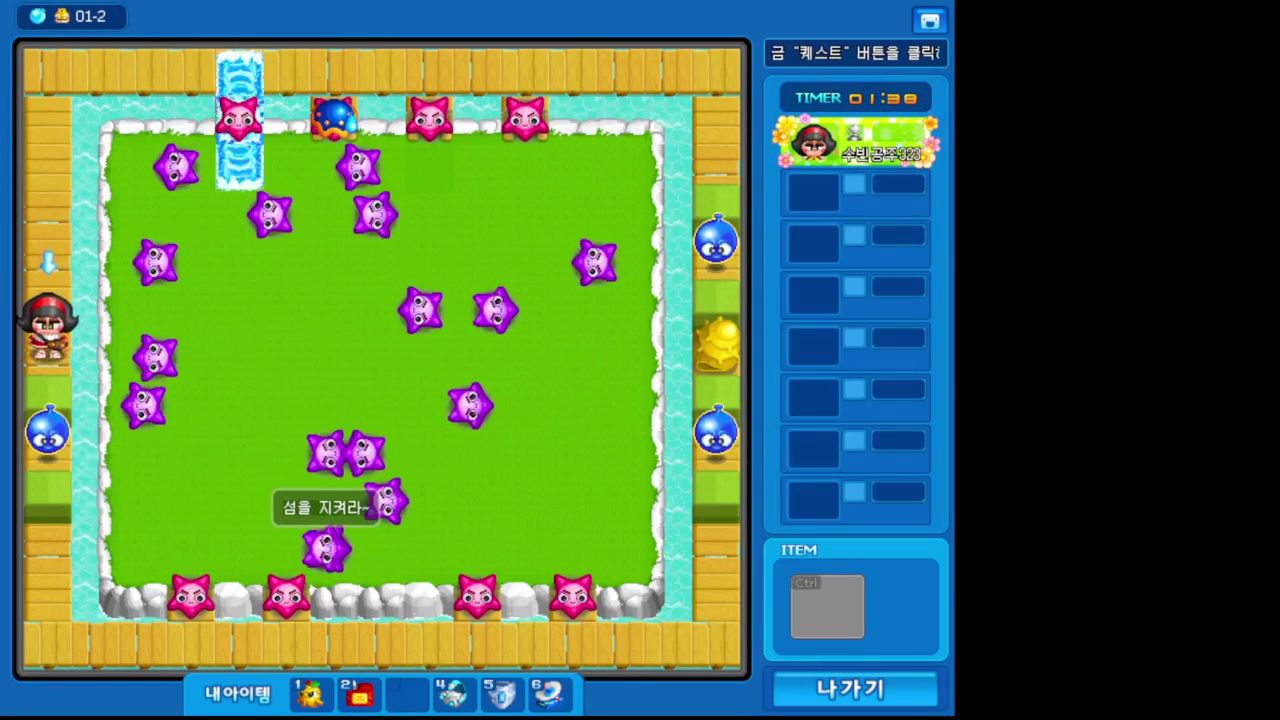 01-2
금 "퀘스트" 버튼을 클릭
TIMER 01:38
수빈공주323
섬을 지켜라~
ITEM
Ctrl
내아이템
1
2
4
5
6
나가기